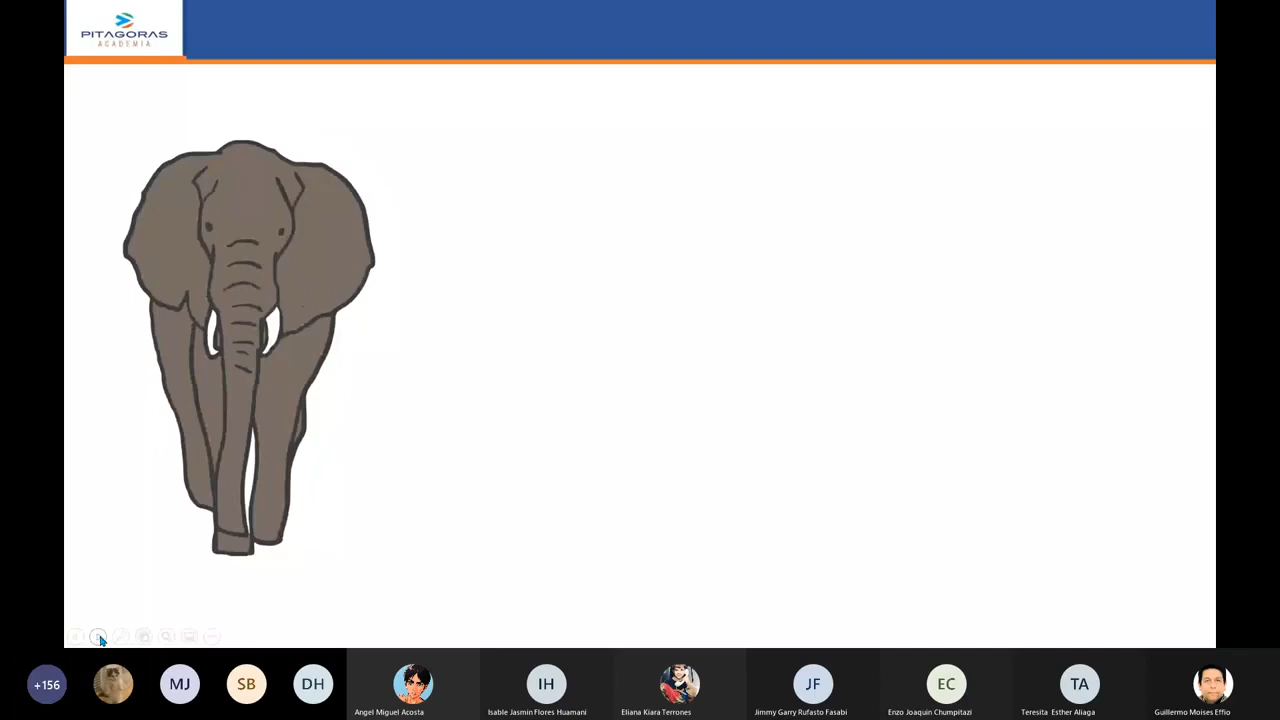 PITAGORAS
ACADEMIA
+156
MJ
SB
DH
IH
JF
EC
TA
Angel Miguel Acosta
Isable Jasmin Flores Huamani
Eliana Kiara Terrones
Jimmy Garry Rufasto Fasabi
Enzo Joaquin Chumpitazi
Teresita Esther Aliaga
Guillermo Moises Effio